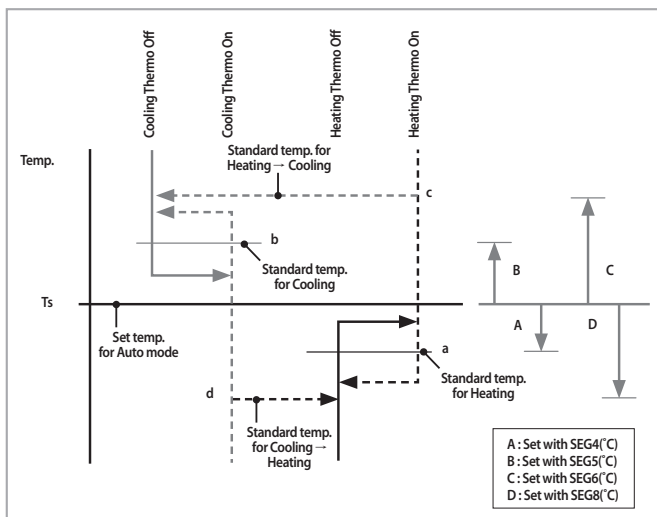 Cooling Thermo Off
Cooling Thermo On
Heating Thermo Off
Heating Thermo On
Temp.
Standard temp. for
Heating → Cooling
c
b
Standard temp.
for Cooling
B
C
Ts
A
D
Set temp.
for Auto mode
a
Standard temp.
for Heating
d
Standard temp.
for Cooling →
Heating
A : Set with SEG4(°C)
B : Set with SEG5(°C)
C : Set with SEG6(°C)
D : Set with SEG8(°C)